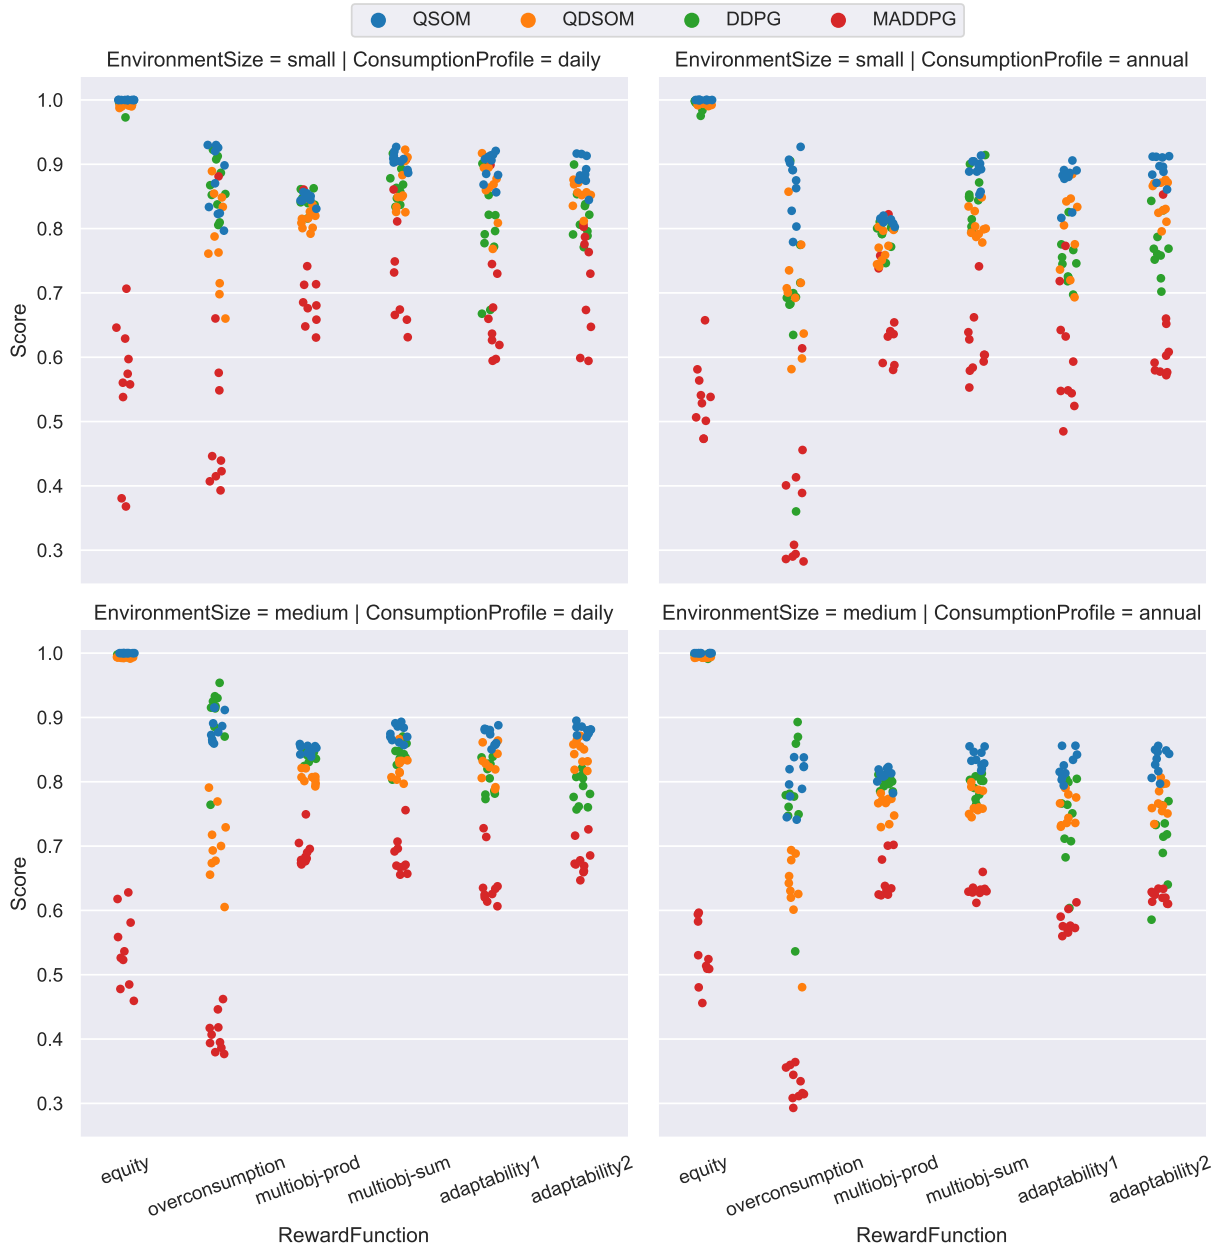 QSOM QDSOM DDPG MADDPG
EnvironmentSize = small | ConsumptionProfile = daily
EnvironmentSize = small | ConsumptionProfile = annual
1.0
0.9
0.8
0.7
0.6
0.5
0.4
0.3
Score
EnvironmentSize = medium | ConsumptionProfile = daily
EnvironmentSize = medium | ConsumptionProfile = annual
1.0
0.9
0.8
0.7
0.6
0.5
0.4
0.3
Score
equity
overconsumption
multiobj-prod
multiobj-sum
adaptability1
adaptability2
RewardFunction
equity
overconsumption
multiobj-prod
multiobj-sum
adaptability1
adaptability2
RewardFunction